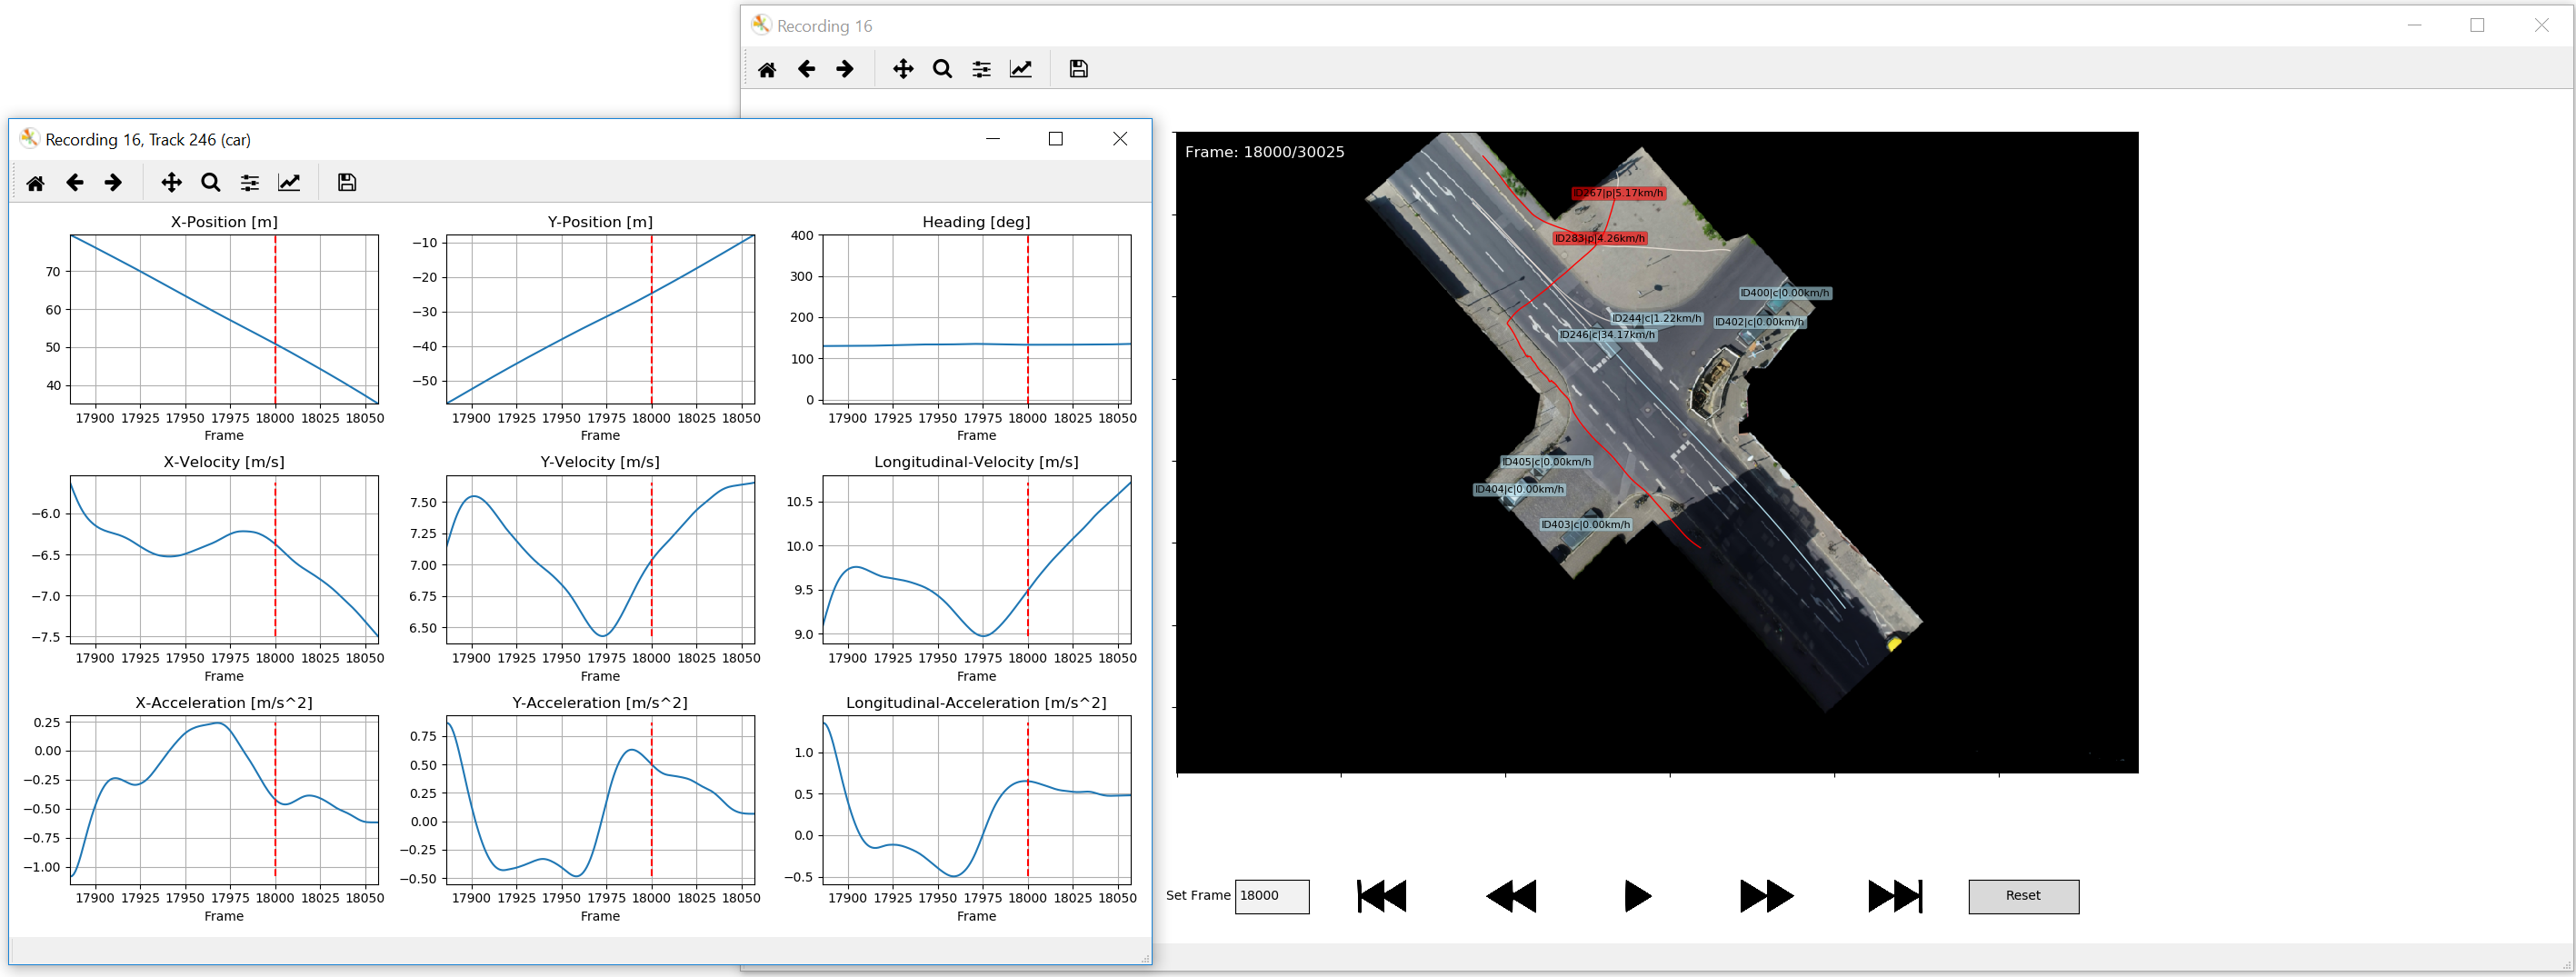 Recording 16
Recording 16, Track 246 (car)
X-Position [m]
70
60
50
40
17900 17925 17950 17975 18000 18025 18050
Frame
Y-Position [m]
−10
−20
−30
−40
−50
17900 17925 17950 17975 18000 18025 18050
Frame
Heading [deg]
400
300
200
100
0
17900 17925 17950 17975 18000 18025 18050
Frame
X-Velocity [m/s]
−6.0
−6.5
−7.0
−7.5
17900 17925 17950 17975 18000 18025 18050
Frame
Y-Velocity [m/s]
7.50
7.25
7.00
6.75
6.50
17900 17925 17950 17975 18000 18025 18050
Frame
Longitudinal-Velocity [m/s]
10.5
10.0
9.5
9.0
17900 17925 17950 17975 18000 18025 18050
Frame
X-Acceleration [m/s^2]
0.25
0.00
−0.25
−0.50
−0.75
−1.00
17900 17925 17950 17975 18000 18025 18050
Frame
Y-Acceleration [m/s^2]
0.75
0.50
0.25
0.00
−0.25
−0.50
17900 17925 17950 17975 18000 18025 18050
Frame
Longitudinal-Acceleration [m/s^2]
1.0
0.5
0.0
−0.5
17900 17925 17950 17975 18000 18025 18050
Frame
Frame: 18000/30025
ID267|p|5.17km/h
ID283|p|4.26km/h
ID400|c|0.00km/h
ID244|c|1.22km/h
ID402|c|0.00km/h
ID246|c|34.17km/h
ID405|c|0.00km/h
ID404|c|0.00km/h
ID403|c|0.00km/h
Set Frame 18000
Reset